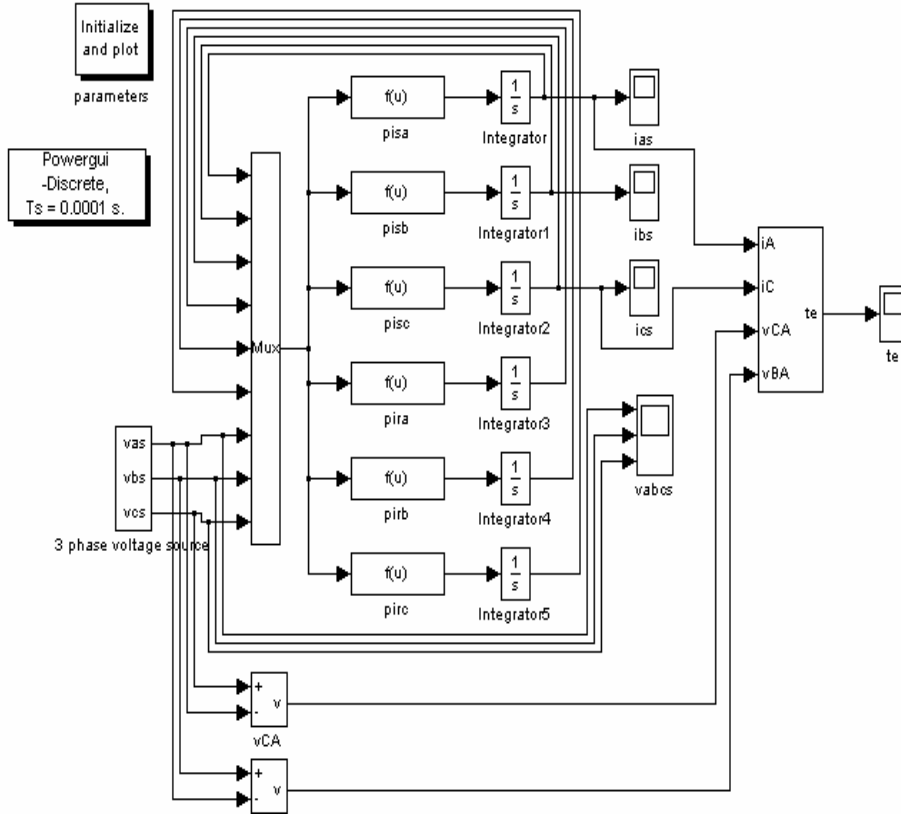 Initialize
and plot
parameters
Powergui
-Discrete,
Ts = 0.0001 s.
f(u)
pisa
1
s
Integrator
ias
f(u)
pisb
1
s
Integrator1
ibs
f(u)
pisc
1
s
Integrator2
ics
Mux
f(u)
pira
1
s
Integrator3
f(u)
pirb
1
s
Integrator4
f(u)
pirc
1
s
Integrator5
vabcs
vas
vbs
vcs
3 phase voltage source
iA
iC
vCA
vBA
te
te
+
-
v
vCA
+
-
v